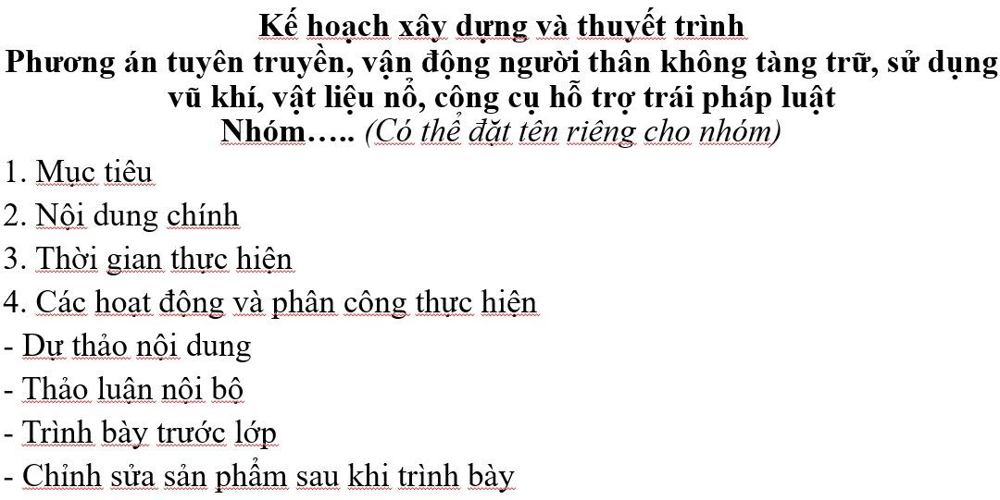 Kế hoạch xây dựng và thuyết trình
Phương án tuyên truyền, vận động người thân không tàng trữ, sử dụng
vũ khí, vật liệu nổ, công cụ hỗ trợ trái pháp luật
Nhóm..... (Có thể đặt tên riêng cho nhóm)
1. Mục tiêu
2. Nội dung chính
3. Thời gian thực hiện
4. Các hoạt động và phân công thực hiện
- Dự thảo nội dung
- Thảo luận nội bộ
- Trình bày trước lớp
- Chỉnh sửa sản phẩm sau khi trình bày